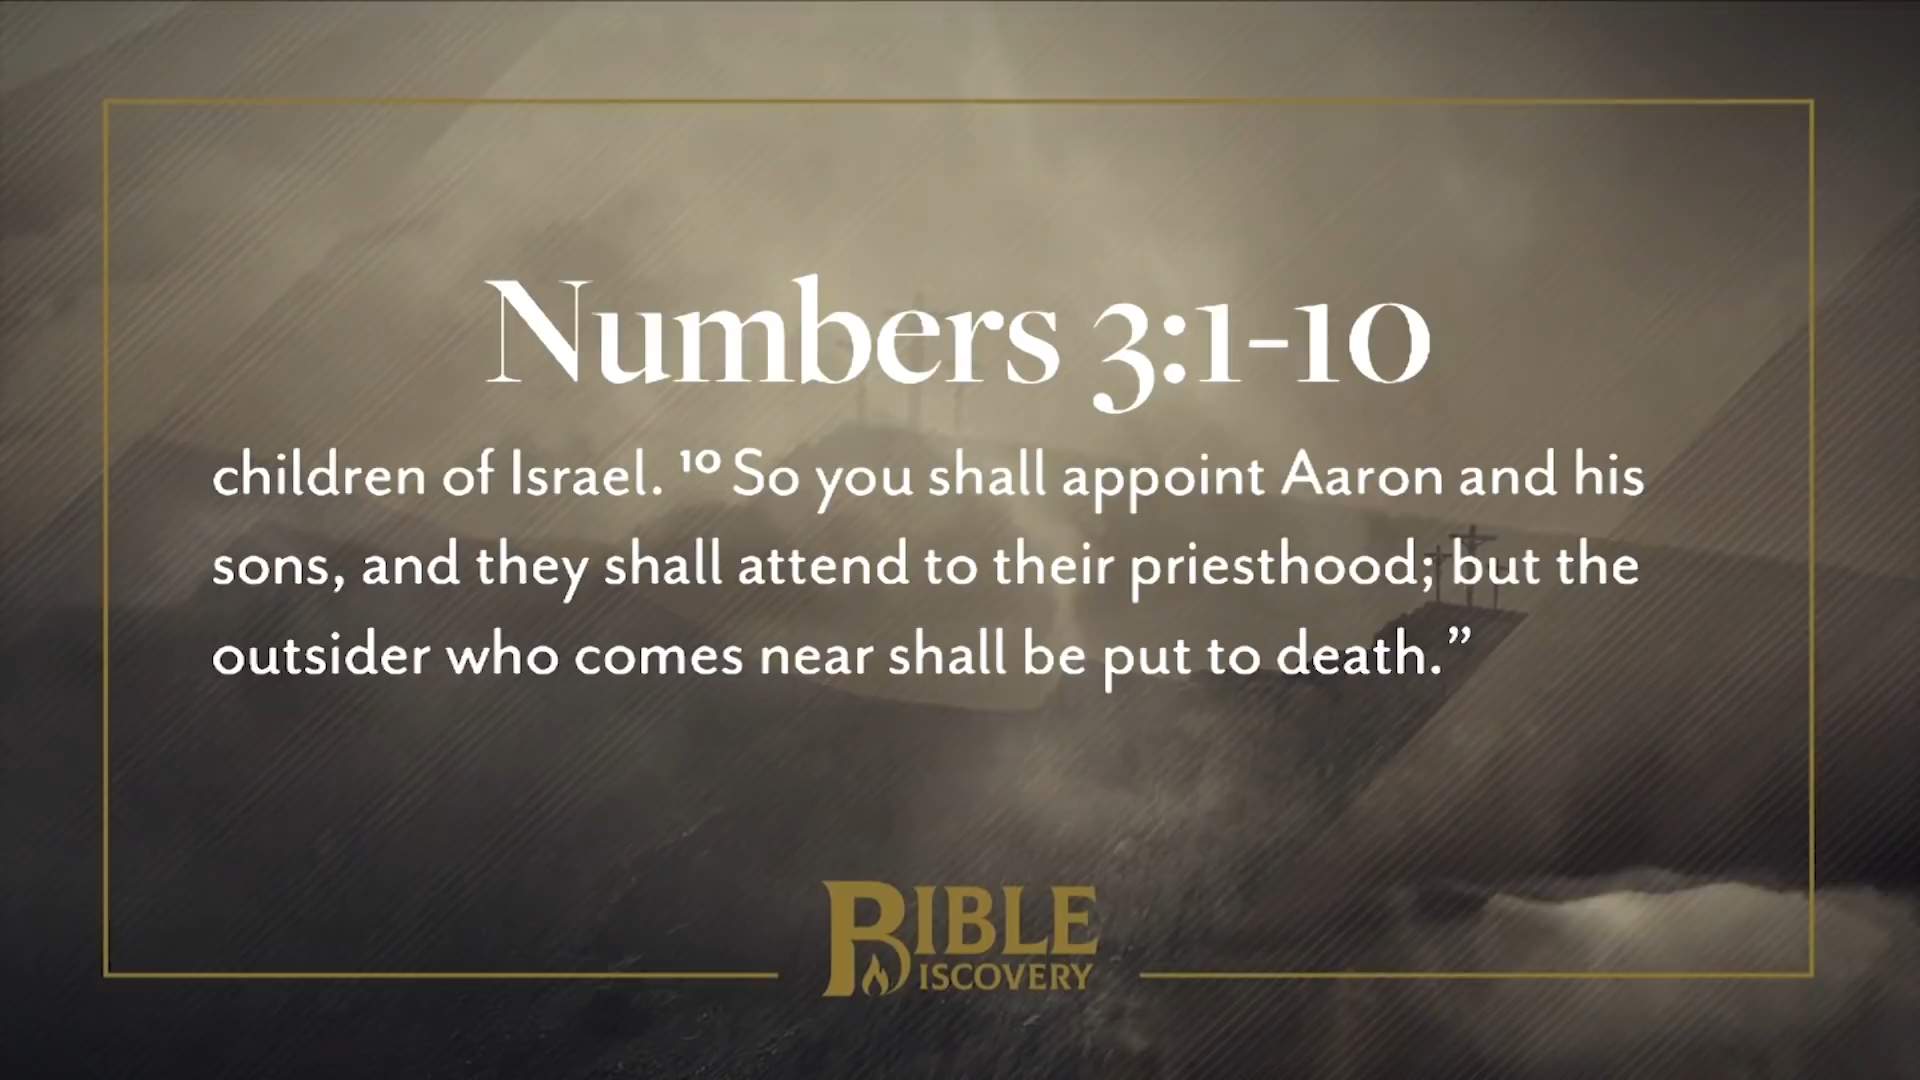 Numbers 3:1-10
children of Israel. ¹⁰ So you shall appoint Aaron and his
sons, and they shall attend to their priesthood; but the
outsider who comes near shall be put to death.”
BIBLE
DISCOVERY